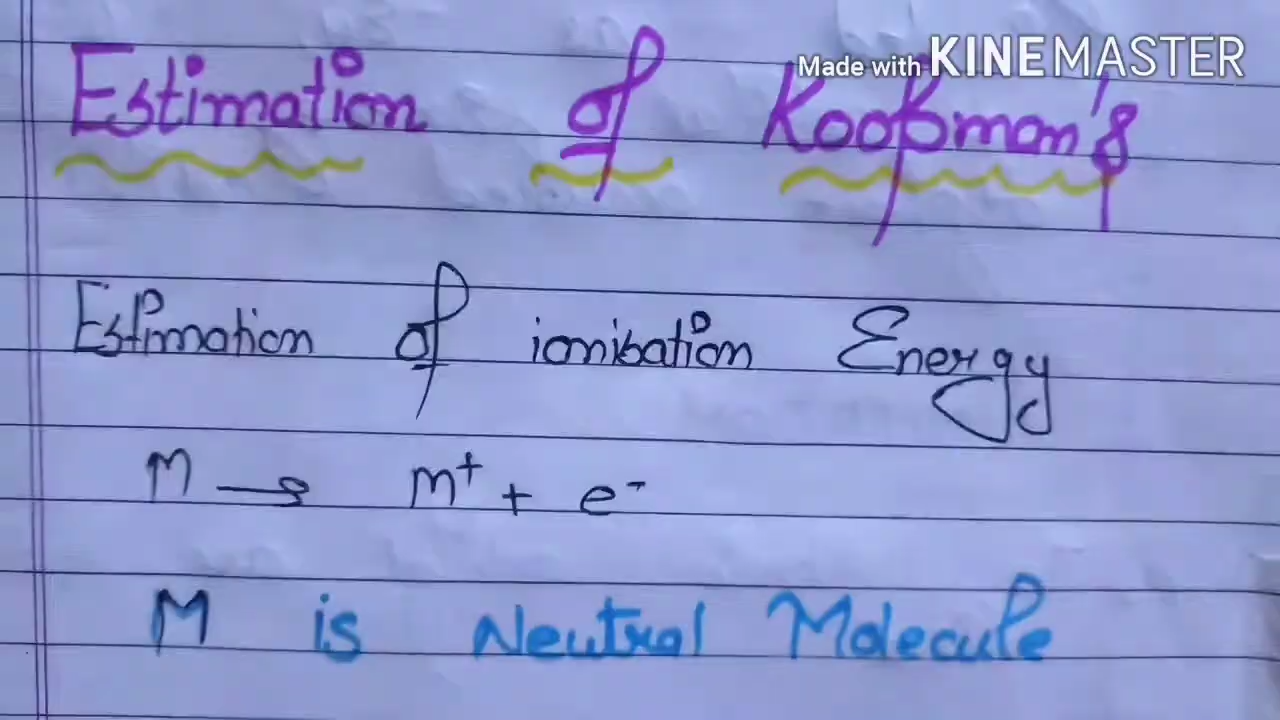 Made with KINEMASTER
Estimation of Koopman's
Estimation of ionisation Energy
M → m⁺ + e⁻
M is Neutral Molecule